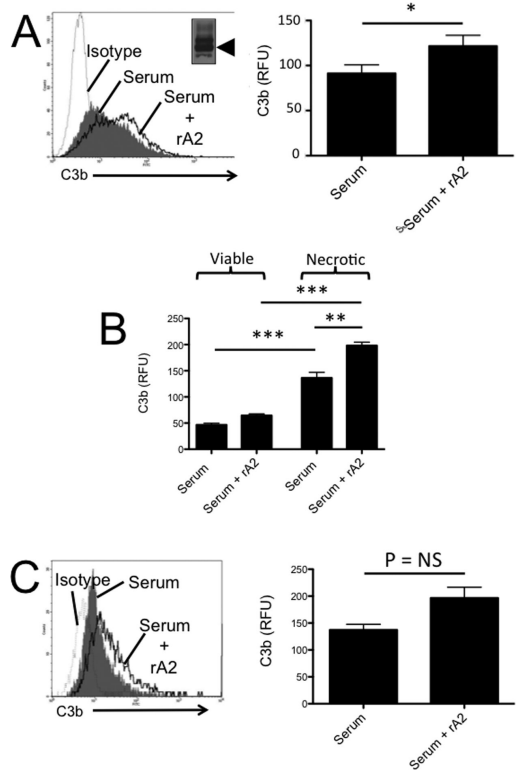 A
Isotype
Serum
Serum
+
rA2
C3b
*
C3b (RFU)
150
100
50
0
Serum
Serum + rA2
B
Viable
Necrotic
***
***
**
C3b (RFU)
250
200
150
100
50
0
Serum
Serum + rA2
Serum
Serum + rA2
C
Isotype
Serum
Serum
+
rA2
C3b
P = NS
C3b (RFU)
250
200
150
100
50
0
Serum
Serum + rA2